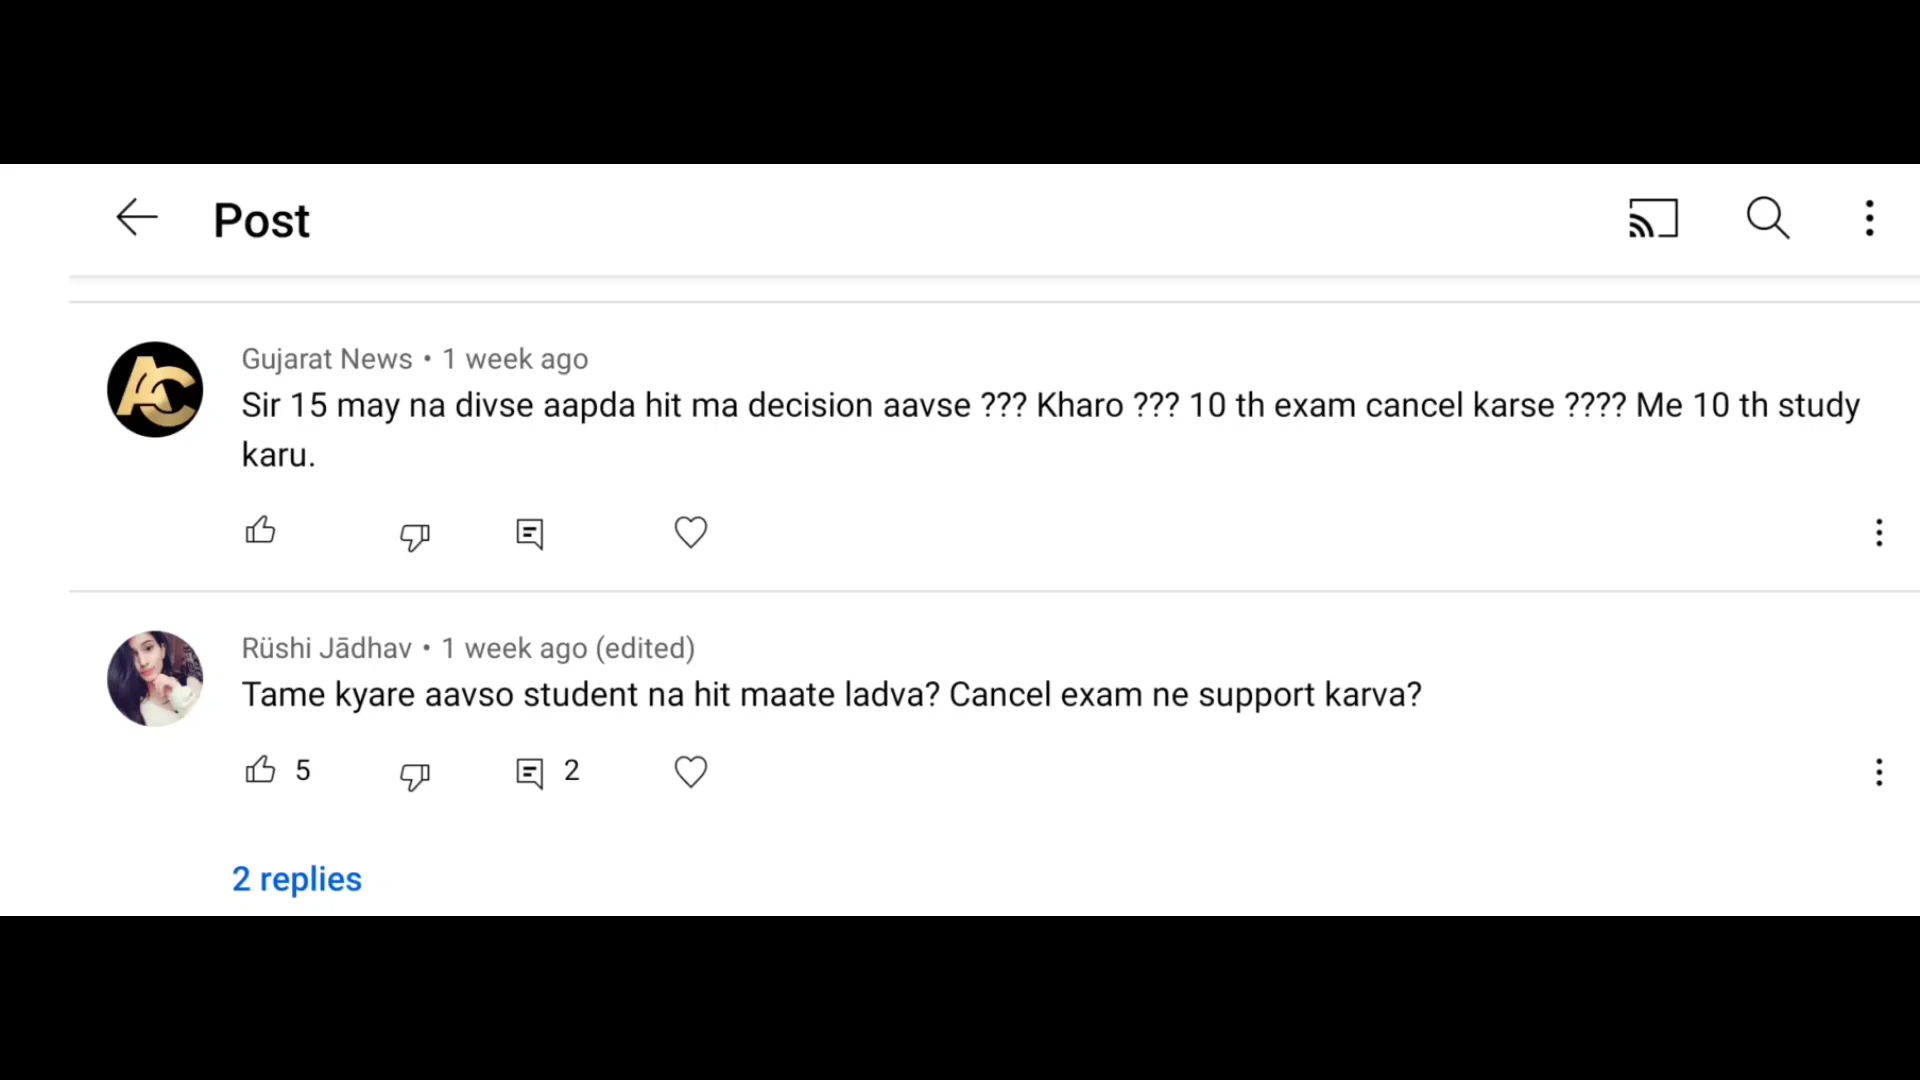 Post
Gujarat News • 1 week ago
Sir 15 may na divse aapda hit ma decision aavse ??? Kharo ??? 10 th exam cancel karse ???? Me 10 th study
karu.
Rüshi Jādhav • 1 week ago (edited)
Tame kyare aavso student na hit maate ladva? Cancel exam ne support karva?
5 2
2 replies